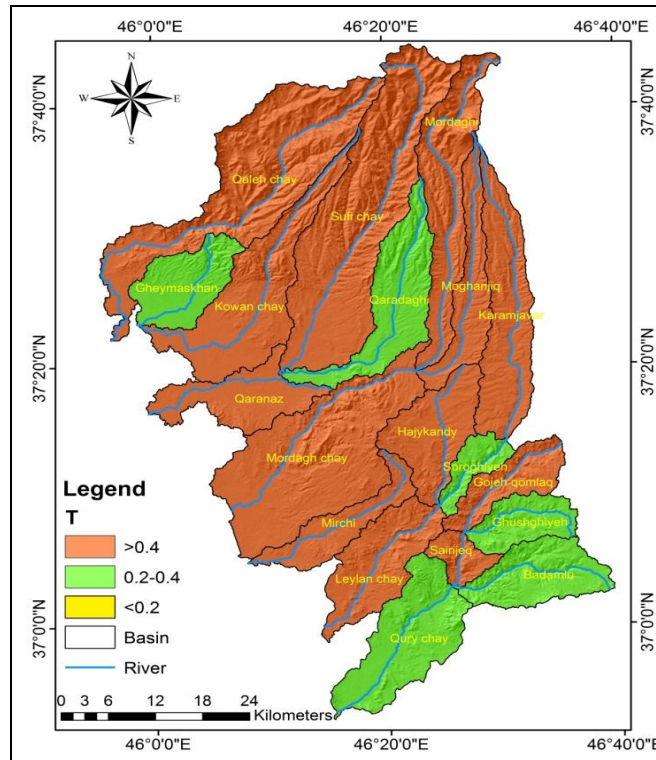 46°0'0"E 46°20'0"E 46°40'0"E
N
W E
S
37°40'0"N
37°40'0"N
Mordaghi
Qaleh chay
Sufi chay
Gheymaskhan
Qaradaghi
Moghanjiq
Kowan chay
Karamjavar
37°20'0"N
37°20'0"N
Qaranaz
Hajykandy
Mordagh chay
Soroghiyeh
Gojeh qomlaq
Mirchi
Ghushghiyeh
Sainjeq
Leylan chay
Badamlu
Qury chay
37°0'0"N
37°0'0"N
Legend
T
>0.4
0.2-0.4
<0.2
Basin
River
0 3 6 12 18 24
Kilometers
46°0'0"E 46°20'0"E 46°40'0"E